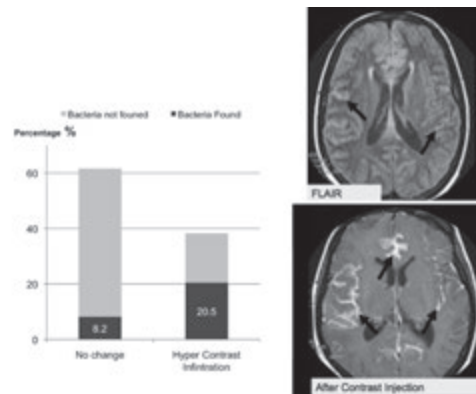 Bacteria not founed
Bacteria Found
Percentage %
60
40
20
0
8.2
20.5
No change
Hyper Contrast
Infintration
FLAIR
After Contrast Injection